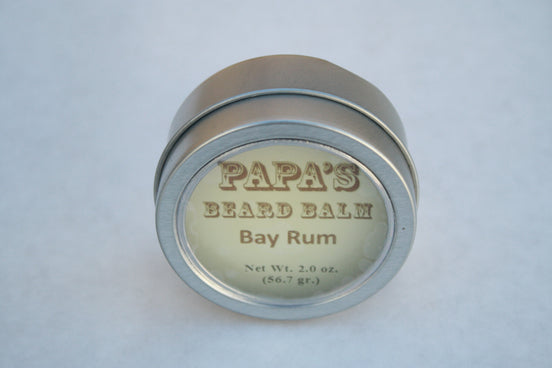 PAPA'S
BEARD BALM
Bay Rum
Net Wt. 2.0 oz.
(56.7 gr.)